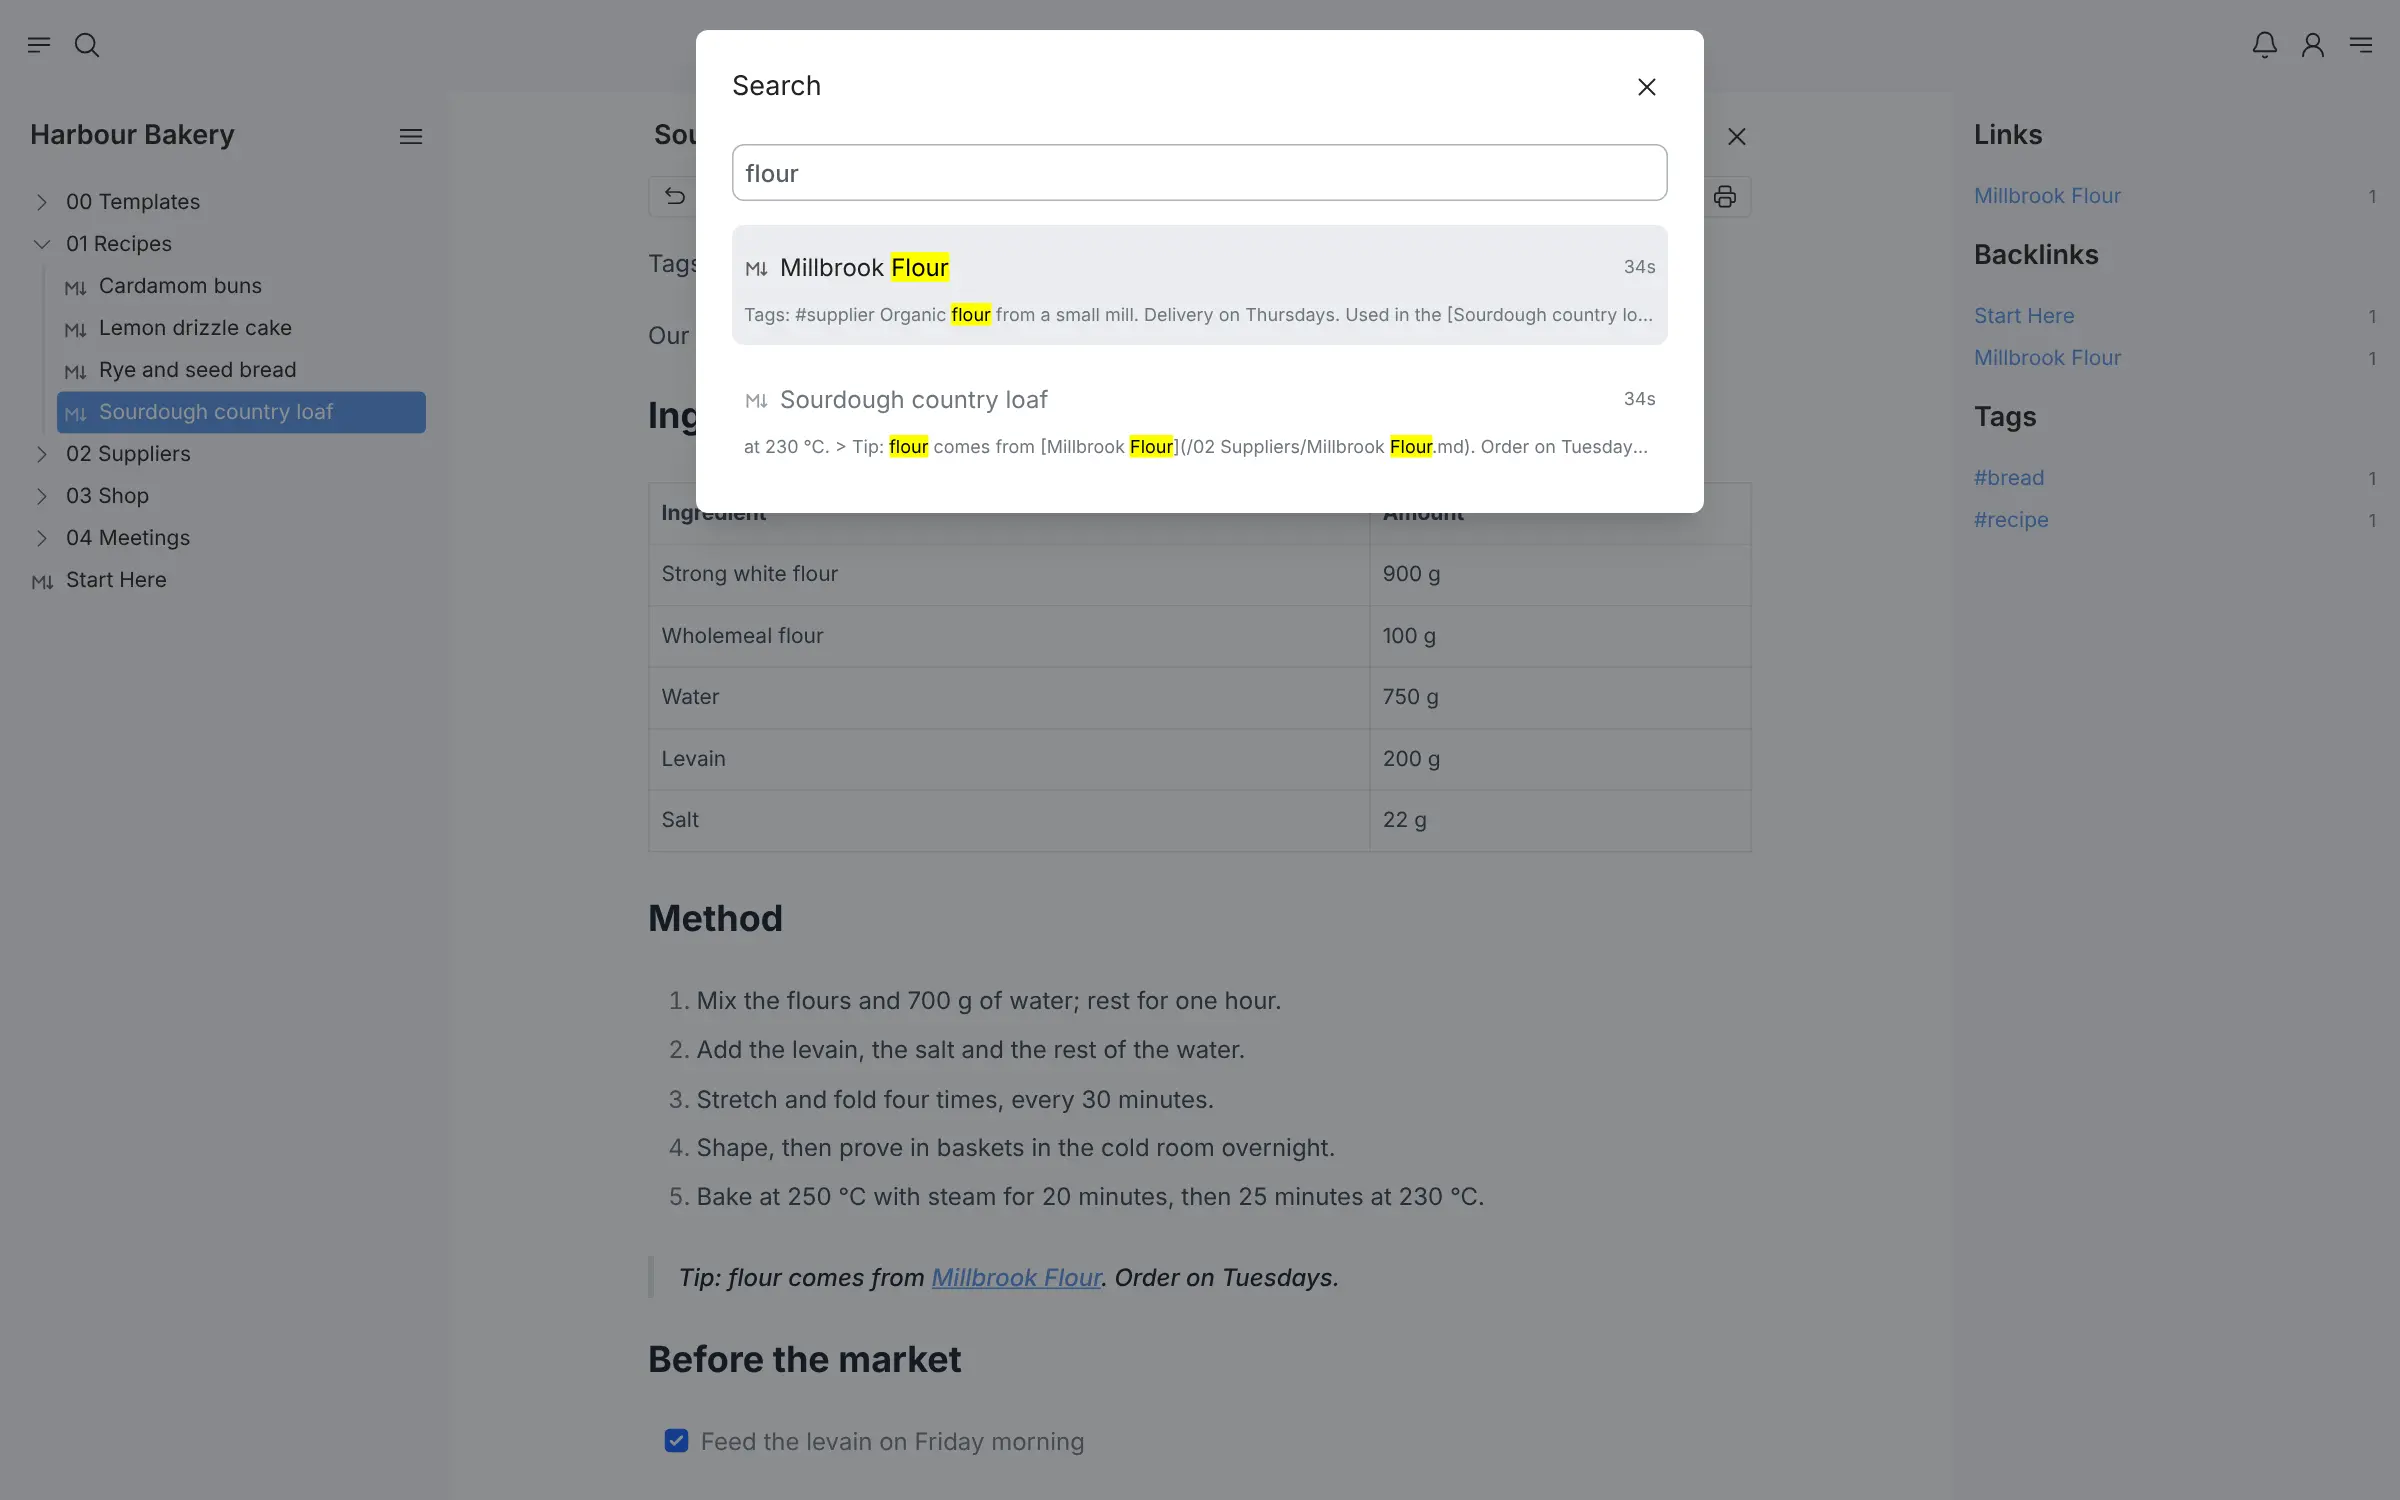 Search
flour
Millbrook Flour 34s
Tags: #supplier Organic flour from a small mill. Delivery on Thursdays. Used in the [Sourdough country lo...
Sourdough country loaf 34s
at 230 °C. > Tip: flour comes from [Millbrook Flour](/02 Suppliers/Millbrook Flour.md). Order on Tuesday...
Harbour Bakery
00 Templates
01 Recipes
Cardamom buns
Lemon drizzle cake
Rye and seed bread
Sourdough country loaf
02 Suppliers
03 Shop
04 Meetings
Start Here
Tags
Our
Ingredient Amount
Strong white flour 900 g
Wholemeal flour 100 g
Water 750 g
Levain 200 g
Salt 22 g
Method
1. Mix the flours and 700 g of water; rest for one hour.
2. Add the levain, the salt and the rest of the water.
3. Stretch and fold four times, every 30 minutes.
4. Shape, then prove in baskets in the cold room overnight.
5. Bake at 250 °C with steam for 20 minutes, then 25 minutes at 230 °C.
Tip: flour comes from Millbrook Flour. Order on Tuesdays.
Before the market
Feed the levain on Friday morning
Links
Millbrook Flour 1
Backlinks
Start Here 1
Millbrook Flour 1
Tags
#bread 1
#recipe 1